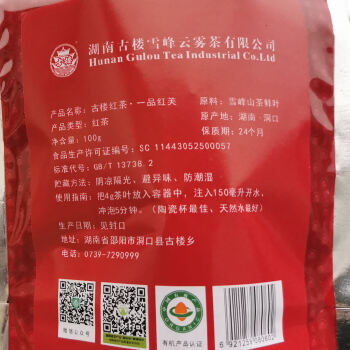 湖南古楼雪峰云雾茶有限公司
Hunan Gulou Tea Industrial Co.,Ltd
产品名称：古楼红茶·一品红芙
原料：雪峰山茶鲜叶
产品类型：红茶
产地：湖南·洞口
净含量：100g
保质期：24个月
食品生产许可证编号：SC 11443052500057
标准代号：GB/T 13738.2
贮藏方法：阴凉隔光、避异味、防潮湿
使用指南：把4g茶叶放入容器中，注入150毫升开水，
冲泡5分钟。（陶瓷杯最佳、天然水最好）
生产日期：见封口
地址：湖南省邵阳市洞口县古楼乡
电话：0739-7290999
微信公众号
有机产品认证